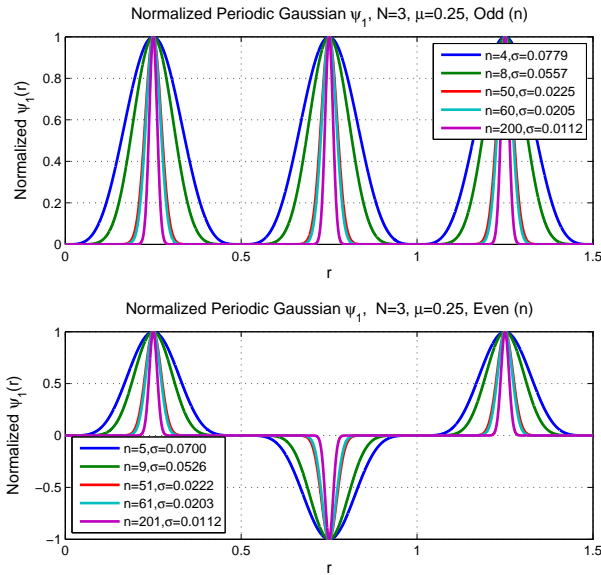 Normalized Periodic Gaussian ψ₁, N=3, μ=0.25, Odd (n)
Normalized ψ₁(r)
1
0.8
0.6
0.4
0.2
0
n=4,σ=0.0779
n=8,σ=0.0557
n=50,σ=0.0225
n=60,σ=0.0205
n=200,σ=0.0112
0 0.5 1 1.5
r
Normalized Periodic Gaussian ψ₁, N=3, μ=0.25, Even (n)
Normalized ψ₁(r)
1
0.5
0
−0.5
−1
n=5,σ=0.0700
n=9,σ=0.0526
n=51,σ=0.0222
n=61,σ=0.0203
n=201,σ=0.0112
0 0.5 1 1.5
r